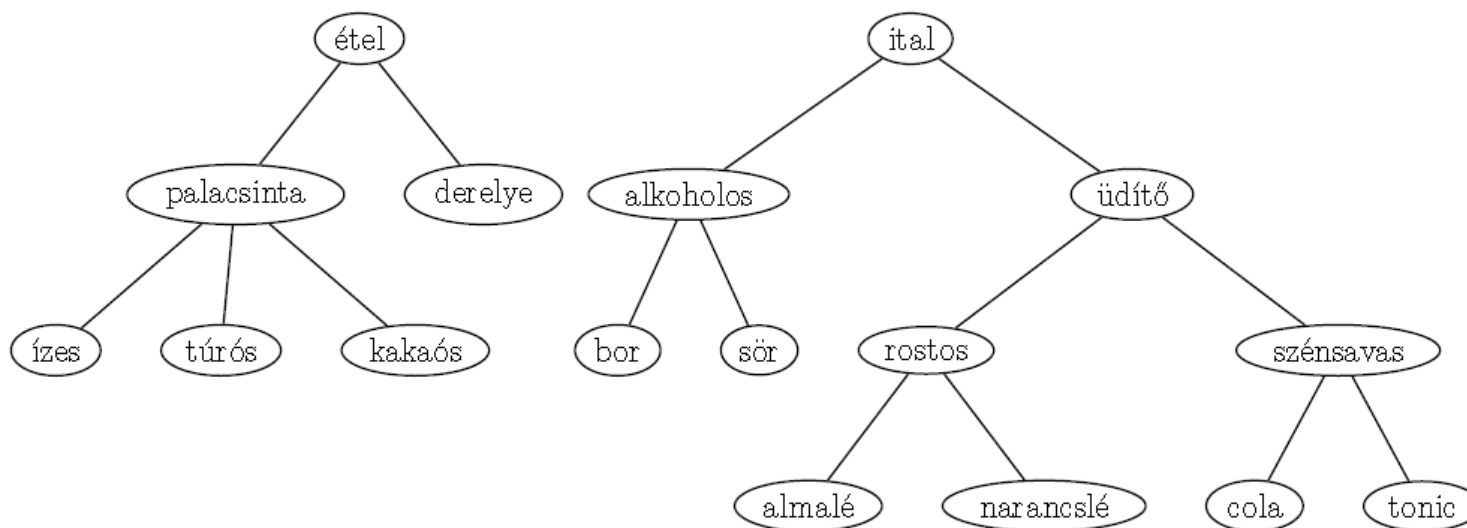 étel ital
palacsinta derelye alkoholos üdítő
ízes túrós kakaós bor sör rostos szénsavas
almalé narancslé cola tonic